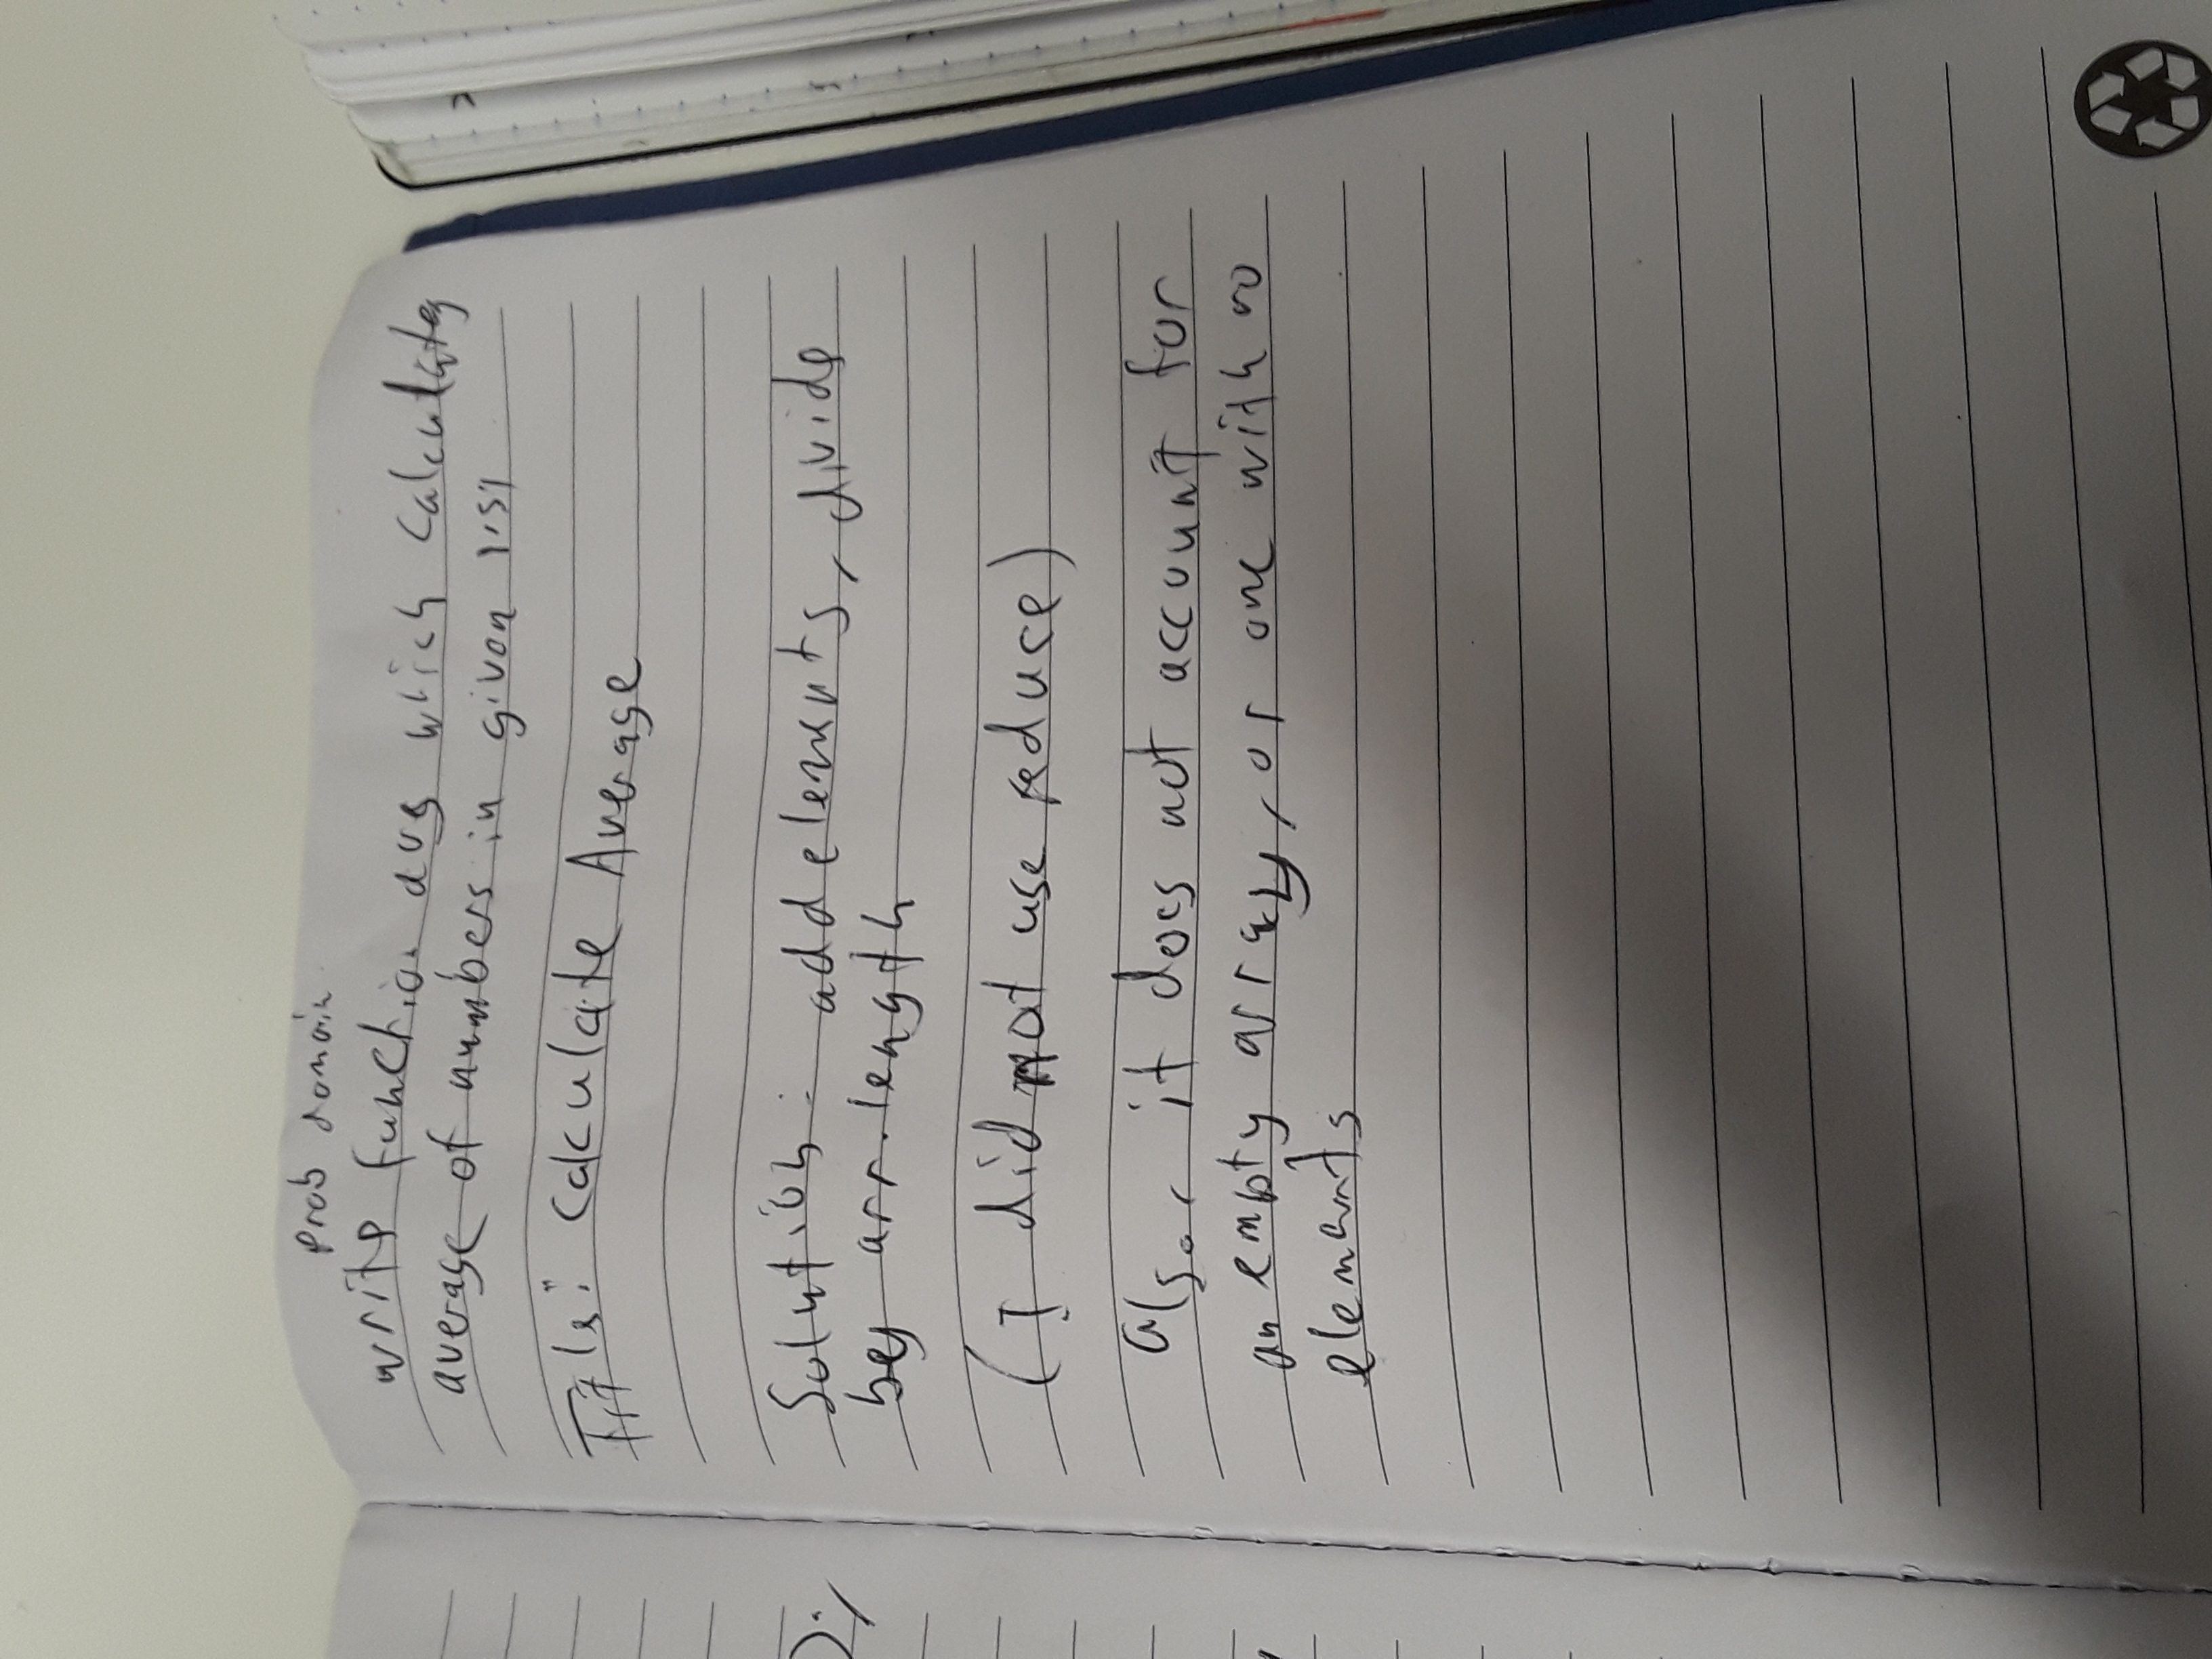 prob domain
write function avg which calculates
average of numbers in given list
Title: Calculate Average
Solution: add elements, divide
by arr.length
(I did not use reduce)
Also, it does not account for
an empty array, or one with no
elements
);